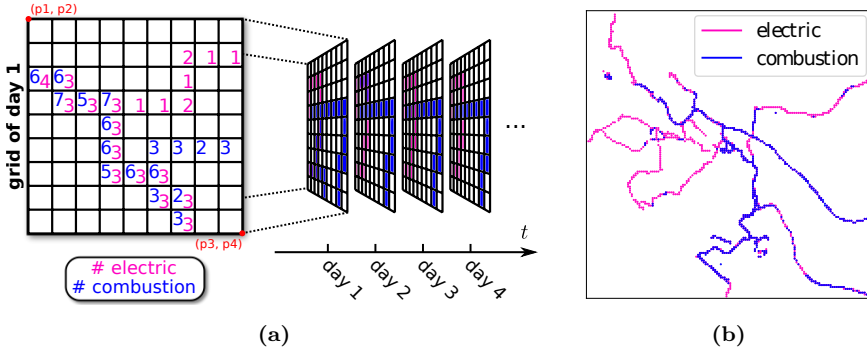 (p1, p2)
grid of day 1
2 1 1
6 4 6 3 1
7 3 5 3 7 3 1 1 2
6 3
6 3 3 3 2 3
5 3 6 3 6 3
3 3 2 3
3 3
(p3, p4)
# electric
# combustion
...
t
day 1 day 2 day 3 day 4
(a)
electric
combustion
(b)